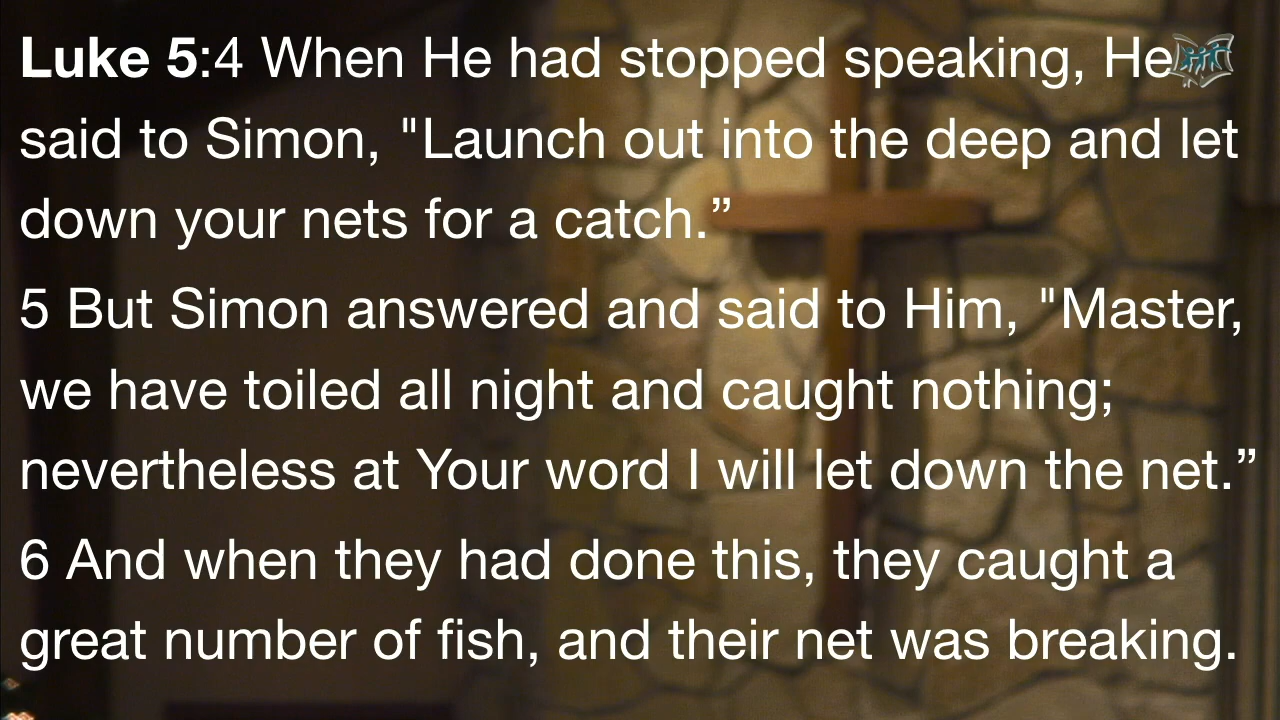 Luke 5:4 When He had stopped speaking, He
said to Simon, "Launch out into the deep and let
down your nets for a catch.”
5 But Simon answered and said to Him, "Master,
we have toiled all night and caught nothing;
nevertheless at Your word I will let down the net.”
6 And when they had done this, they caught a
great number of fish, and their net was breaking.